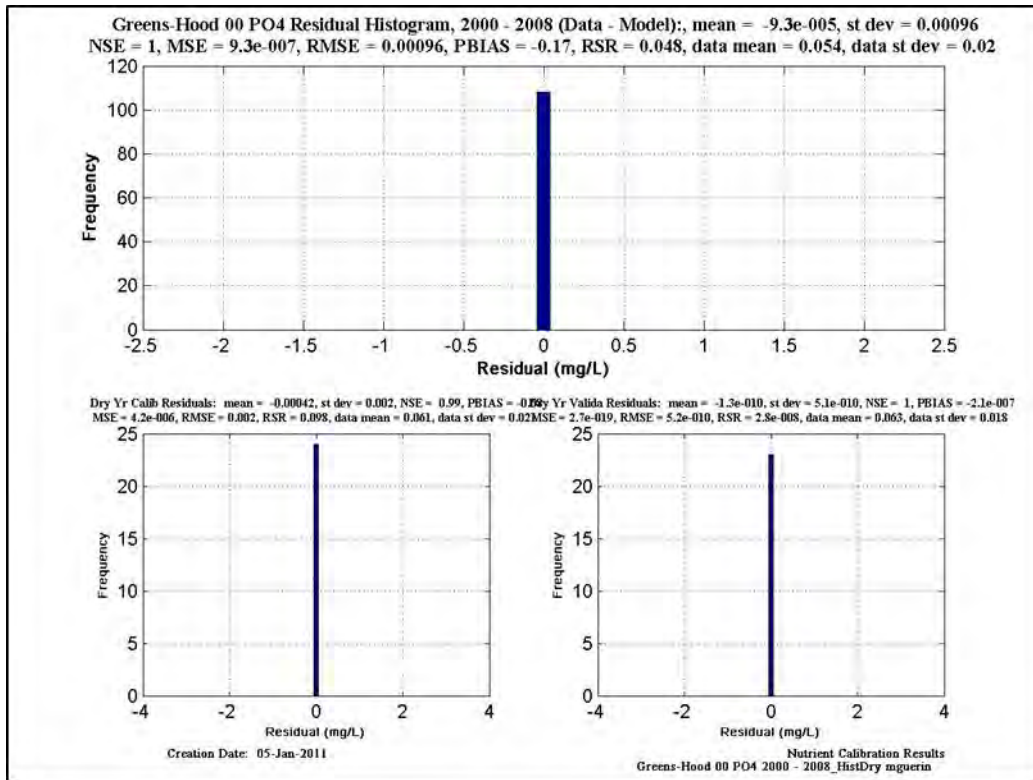 Greens-Hood 00 PO4 Residual Histogram, 2000 - 2008 (Data - Model):, mean = -9.3e-005, st dev = 0.00096
NSE = 1, MSE = 9.3e-007, RMSE = 0.00096, PBIAS = -0.17, RSR = 0.048, data mean = 0.054, data st dev = 0.02
120
100
80
60
40
20
0
Frequency
-2.5 -2 -1.5 -1 -0.5 0 0.5 1 1.5 2 2.5
Residual (mg/L)
Dry Yr Calib Residuals: mean = -0.00042, st dev = 0.002, NSE = 0.99, PBIAS =
MSE = 4.2e-006, RMSE = 0.002, RSR = 0.098, data mean = 0.061, data st dev =
25
20
15
10
5
0
Frequency
-4 -2 0 2 4
Residual (mg/L)
Yr Valida Residuals: mean = -1.3e-010, st dev = 5.1e-010, NSE = 1, PBIAS = -2.1e-007
MSE = 2.7e-019, RMSE = 5.2e-010, RSR = 2.8e-008, data mean = 0.063, data st dev = 0.018
25
20
15
10
5
0
Frequency
-4 -2 0 2 4
Residual (mg/L)
Creation Date: 05-Jan-2011
Nutrient Calibration Results
Greens-Hood 00 PO4 2000 - 2008_HistDry mguerin